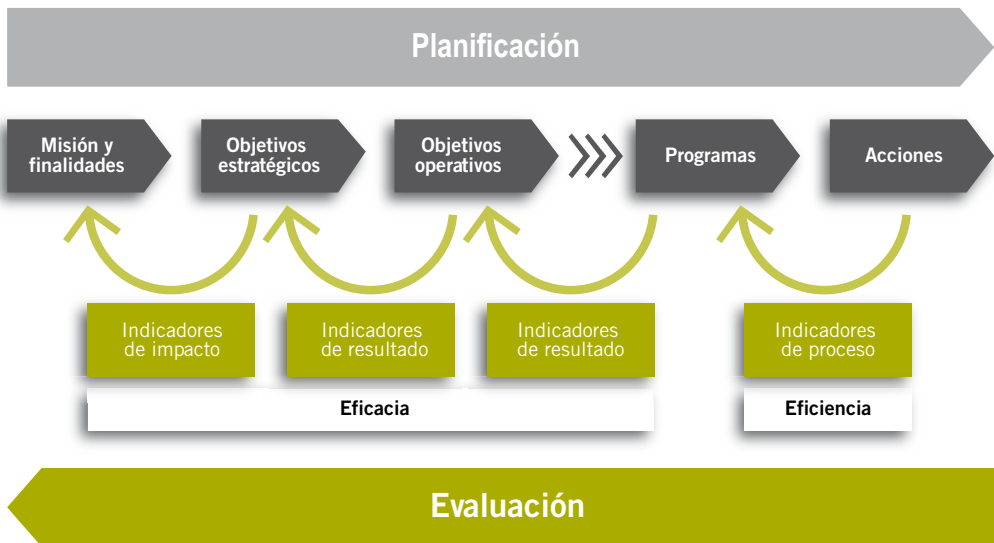 Planificación
Misión y
finalidades
Objetivos
estratégicos
Objetivos
operativos
Programas
Acciones
Indicadores
de impacto
Indicadores
de resultado
Indicadores
de resultado
Indicadores
de proceso
Eficacia
Eficiencia
Evaluación